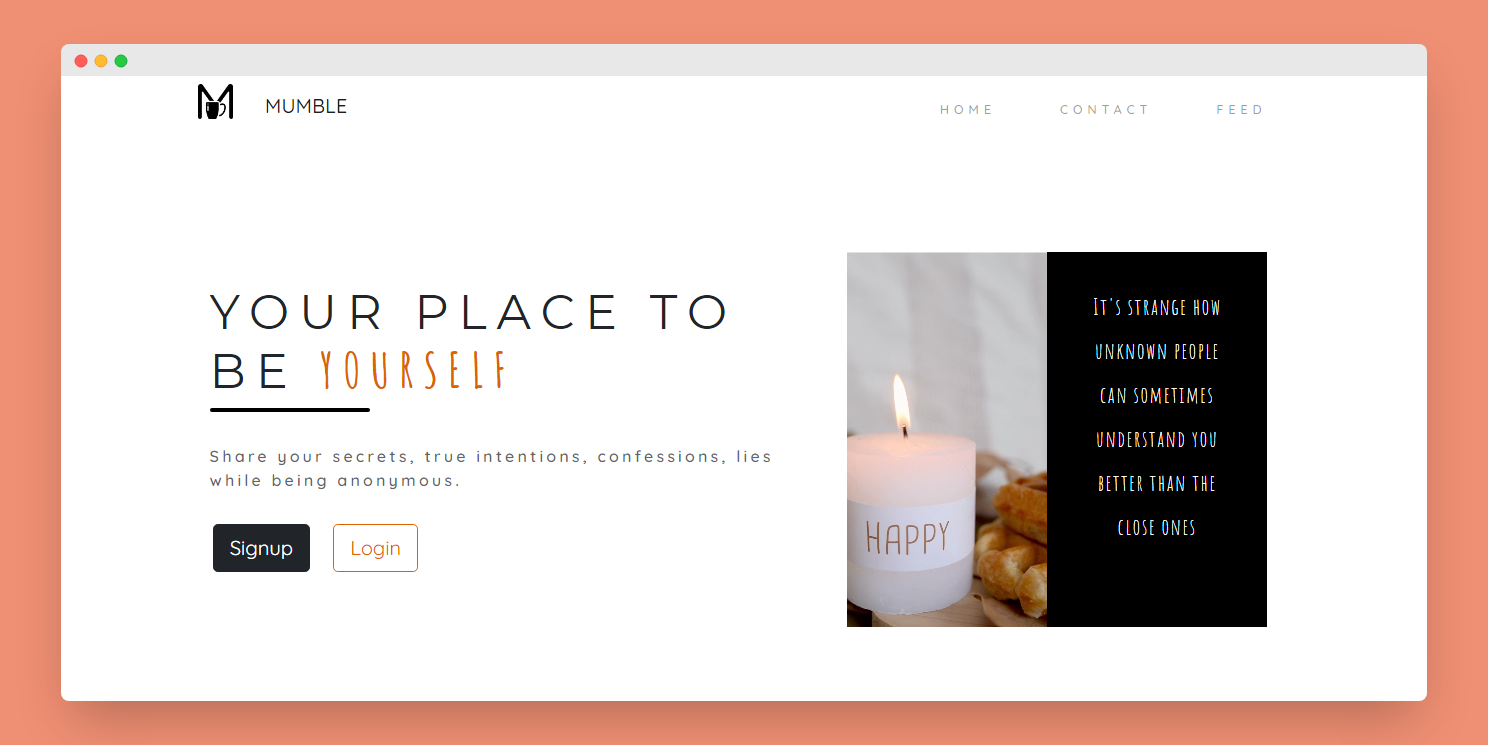 MUMBLE
HOME CONTACT FEED
YOUR PLACE TO
BE YOURSELF
Share your secrets, true intentions, confessions, lies
while being anonymous.
Signup Login
HAPPY
It's strange how
unknown people
can sometimes
understand you
better than the
close ones